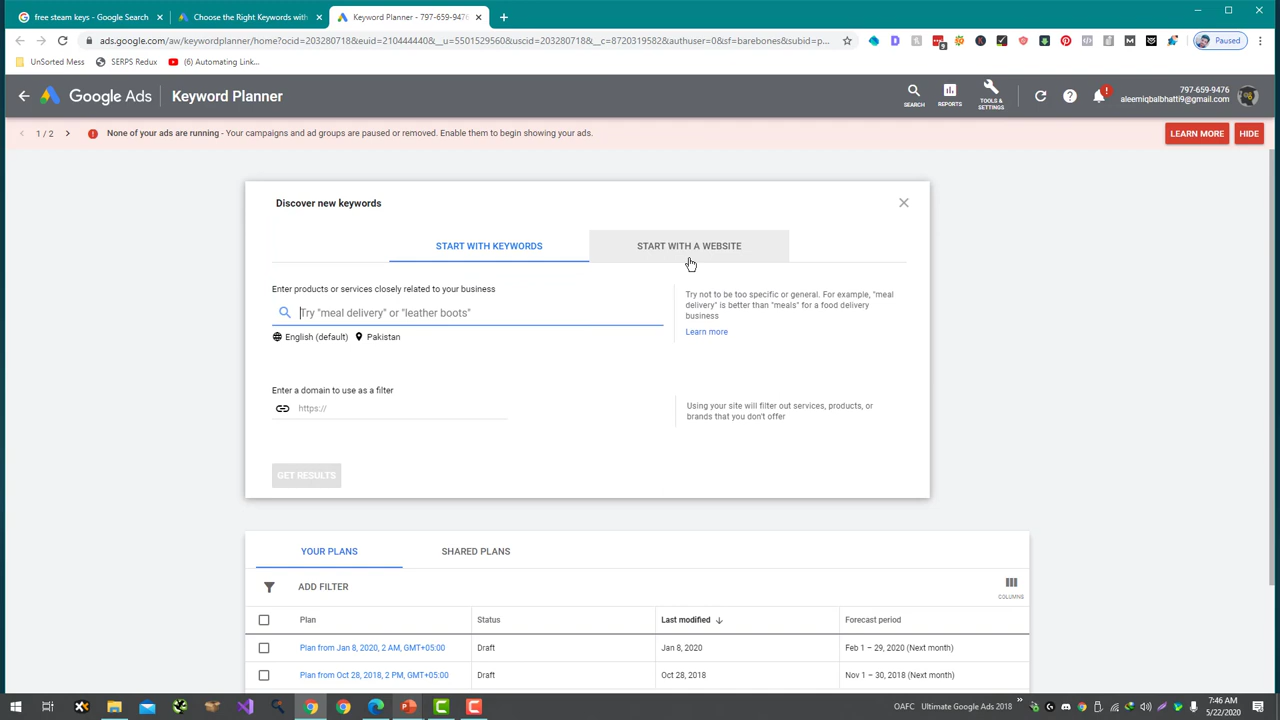 free steam keys - Google Search
Choose the Right Keywords with
Keyword Planner - 797-659-9476
ads.google.com/aw/keywordplanner/home?ocid=203280718&euid=210444440&__u=5501529560&uscid=203280718&__c=8720319582&authuser=0&sf=barebones&subid=p...
Paused
UnSorted Mess
SERPS Redux
(6) Automating Link...
Google Ads
Keyword Planner
SEARCH
REPORTS
TOOLS &
SETTINGS
797-659-9476
aleemiqbalbhatti9@gmail.com
1 / 2
None of your ads are running - Your campaigns and ad groups are paused or removed. Enable them to begin showing your ads.
LEARN MORE
HIDE
Discover new keywords
START WITH KEYWORDS
START WITH A WEBSITE
Enter products or services closely related to your business
Try "meal delivery" or "leather boots"
English (default)
Pakistan
Try not to be too specific or general. For example, "meal
delivery" is better than "meals" for a food delivery
business
Learn more
Enter a domain to use as a filter
https://
Using your site will filter out services, products, or
brands that you don't offer
GET RESULTS
YOUR PLANS
SHARED PLANS
ADD FILTER
COLUMNS
Plan
Status
Last modified
Forecast period
Plan from Jan 8, 2020, 2 AM, GMT+05:00
Draft
Jan 8, 2020
Feb 1 – 29, 2020 (Next month)
Plan from Oct 28, 2018, 2 PM, GMT+05:00
Draft
Oct 28, 2018
Nov 1 – 30, 2018 (Next month)
OAFC
Ultimate Google Ads 2018
7:46 AM
5/22/2020